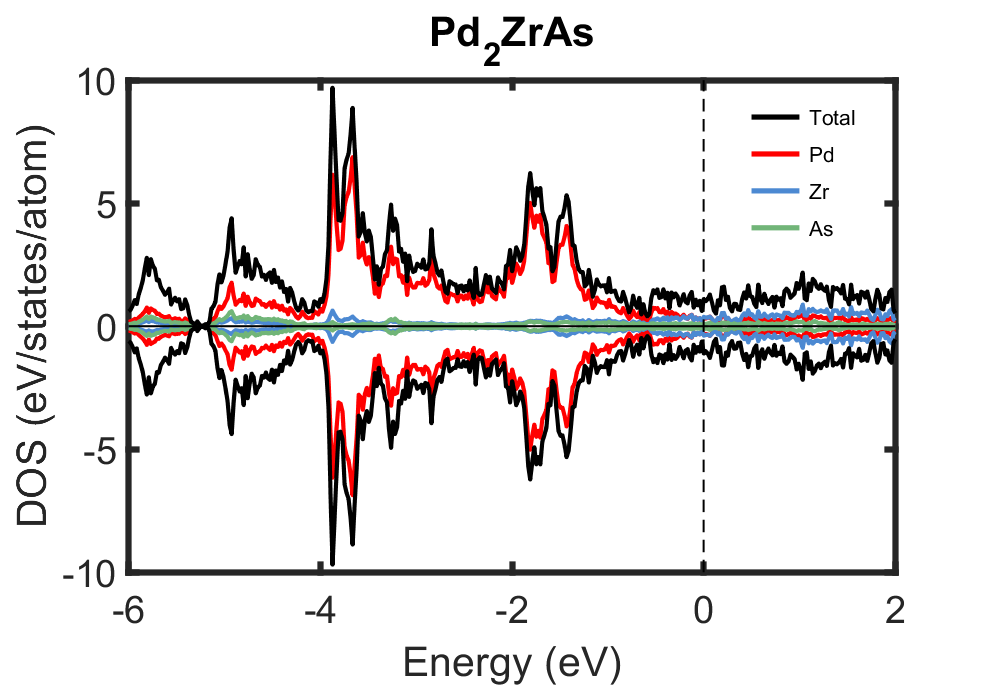 Pd2ZrAs
10
5
0
-5
-10
DOS (eV/states/atom)
Total
Pd
Zr
As
-6
-4
-2
0
2
Energy (eV)